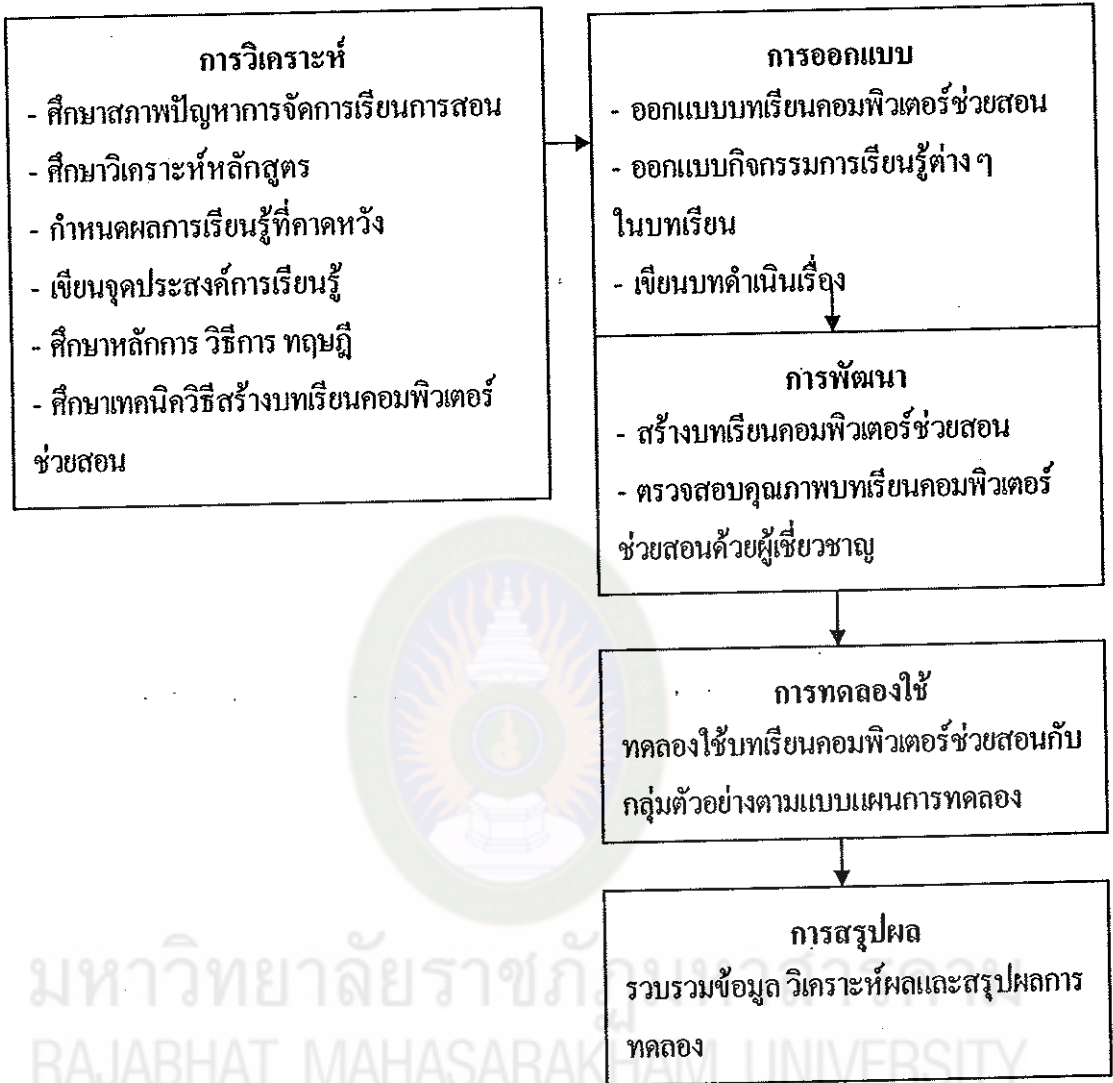 การวิเคราะห์
- ศึกษาสภาพปัญหาการจัดการเรียนการสอน
- ศึกษาวิเคราะห์หลักสูตร
- กำหนดผลการเรียนรู้ที่คาดหวัง
- เขียนจุดประสงค์การเรียนรู้
- ศึกษาหลักการ วิธีการ ทฤษฎี
- ศึกษาเทคนิควิธีสร้างบทเรียนคอมพิวเตอร์
ช่วยสอน
การออกแบบ
- ออกแบบบทเรียนคอมพิวเตอร์ช่วยสอน
- ออกแบบกิจกรรมการเรียนรู้ต่าง ๆ
ในบทเรียน
- เขียนบทดำเนินเรื่อง
การพัฒนา
- สร้างบทเรียนคอมพิวเตอร์ช่วยสอน
- ตรวจสอบคุณภาพบทเรียนคอมพิวเตอร์
ช่วยสอนด้วยผู้เชี่ยวชาญ
การทดลองใช้
ทดลองใช้บทเรียนคอมพิวเตอร์ช่วยสอนกับ
กลุ่มตัวอย่างตามแบบแผนการทดลอง
การสรุปผล
รวบรวมข้อมูล วิเคราะห์ผลและสรุปผลการ
ทดลอง
มหาวิทยาลัยราชภัฏมหาสารคาม
RAJABHAT MAHASARAKHAM UNIVERSITY